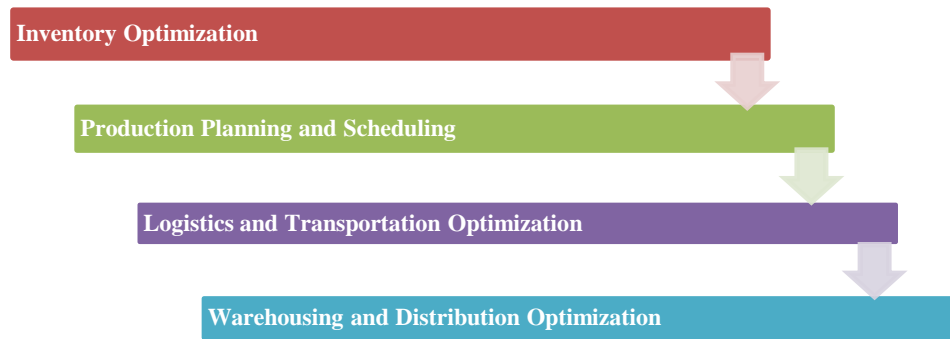 Inventory Optimization
Production Planning and Scheduling
Logistics and Transportation Optimization
Warehousing and Distribution Optimization